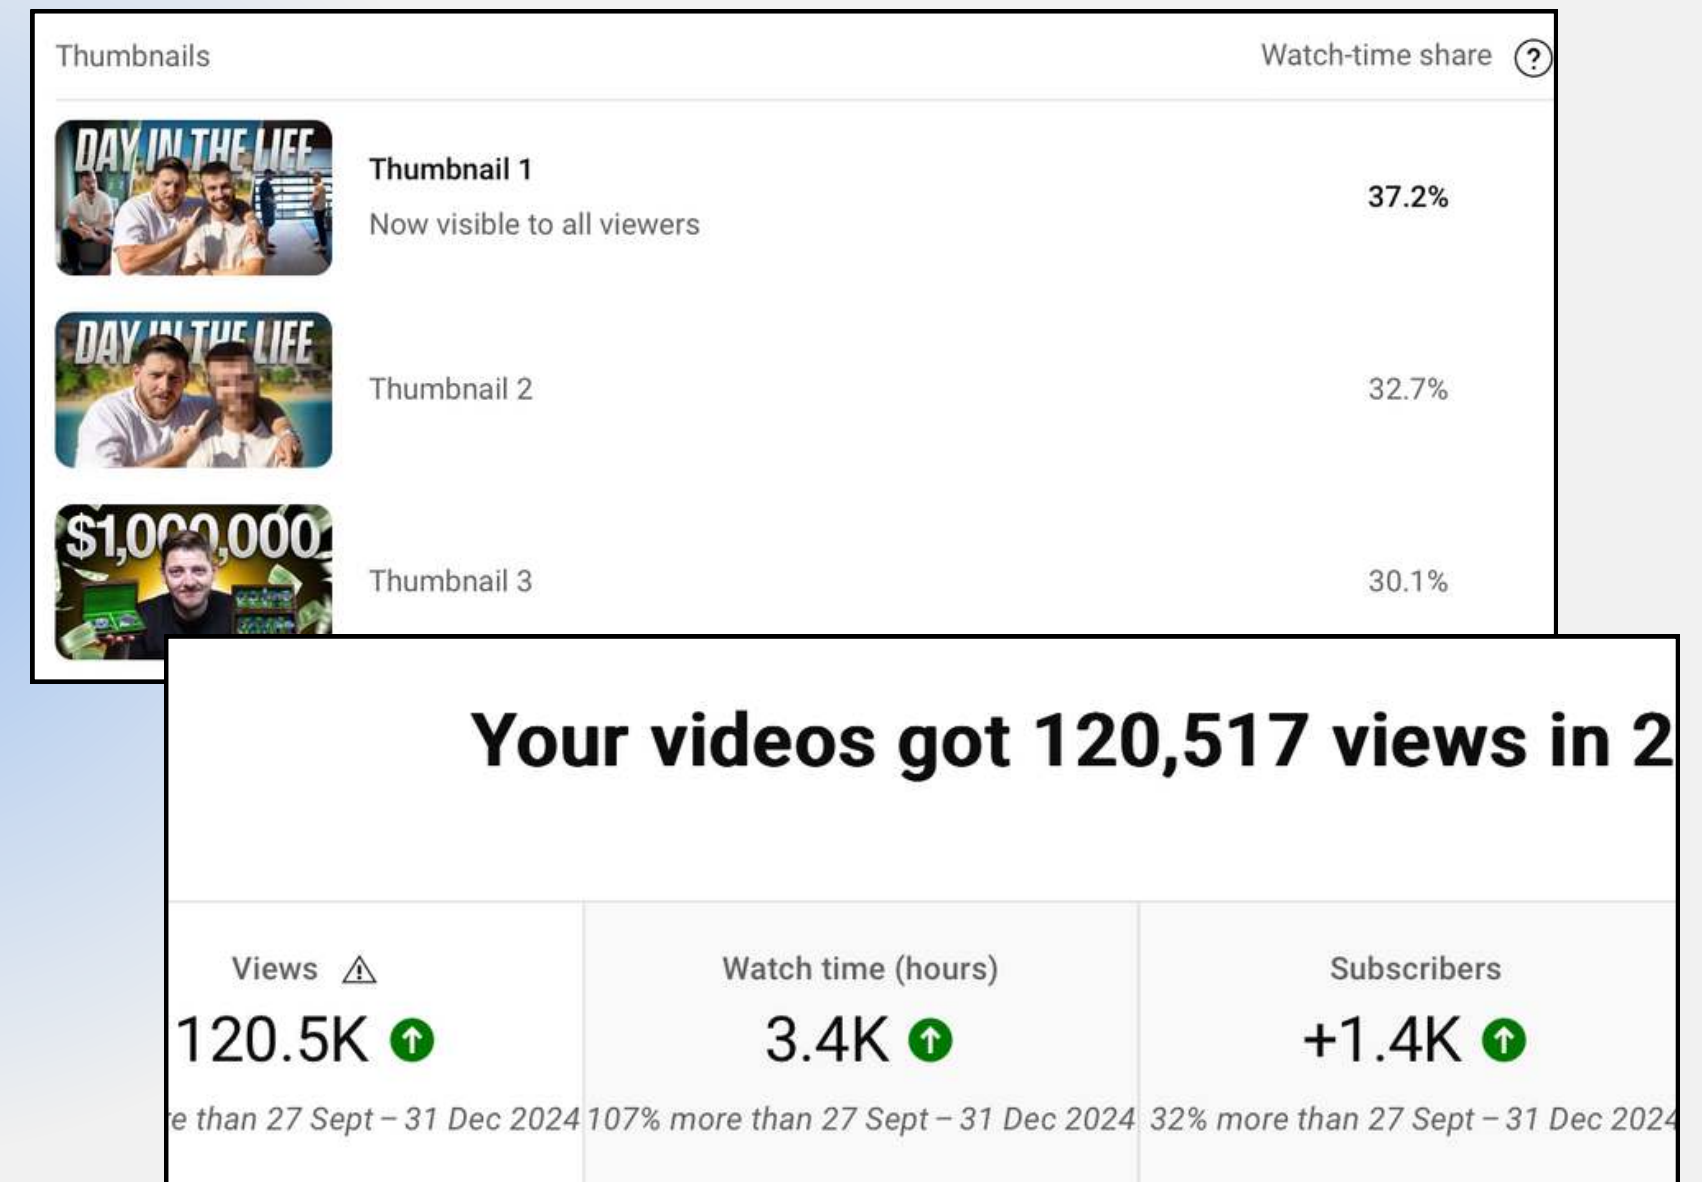 Thumbnails
Watch-time share ?
DAY IN THE LIFE
Thumbnail 1
Now visible to all viewers
37.2%
DAY IN THE LIFE
Thumbnail 2
32.7%
$1,000,000
Thumbnail 3
30.1%
Your videos got 120,517 views in 2
Views
120.5K
e than 27 Sept – 31 Dec 2024
Watch time (hours)
3.4K
107% more than 27 Sept – 31 Dec 2024
Subscribers
+1.4K
32% more than 27 Sept – 31 Dec 2024